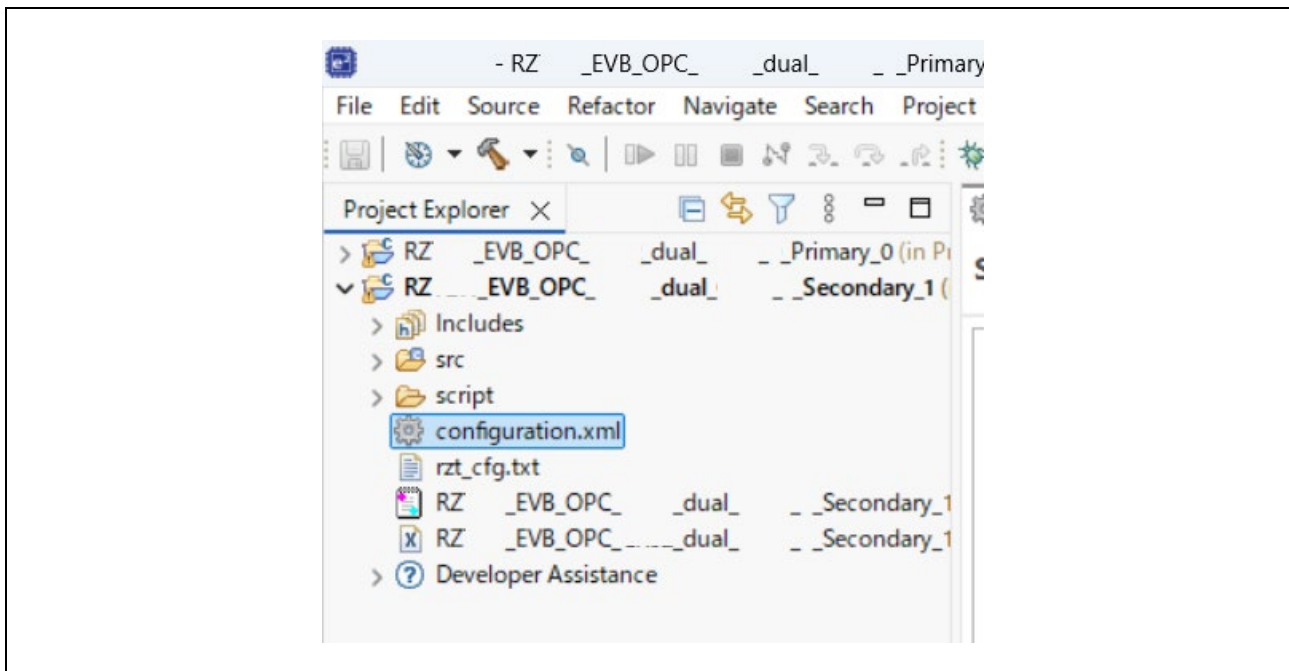 - RZ _EVB_OPC_ _dual_ _ _Primary
File Edit Source Refactor Navigate Search Project
Project Explorer
RZ _EVB_OPC_ _dual_ _ _Primary_0 (in Pr
RZ _EVB_OPC_ _dual_ _ _Secondary_1 (
Includes
src
script
configuration.xml
rzt_cfg.txt
RZ _EVB_OPC_ _dual_ _ _Secondary_1
RZ _EVB_OPC_ _dual_ _ _Secondary_1
Developer Assistance